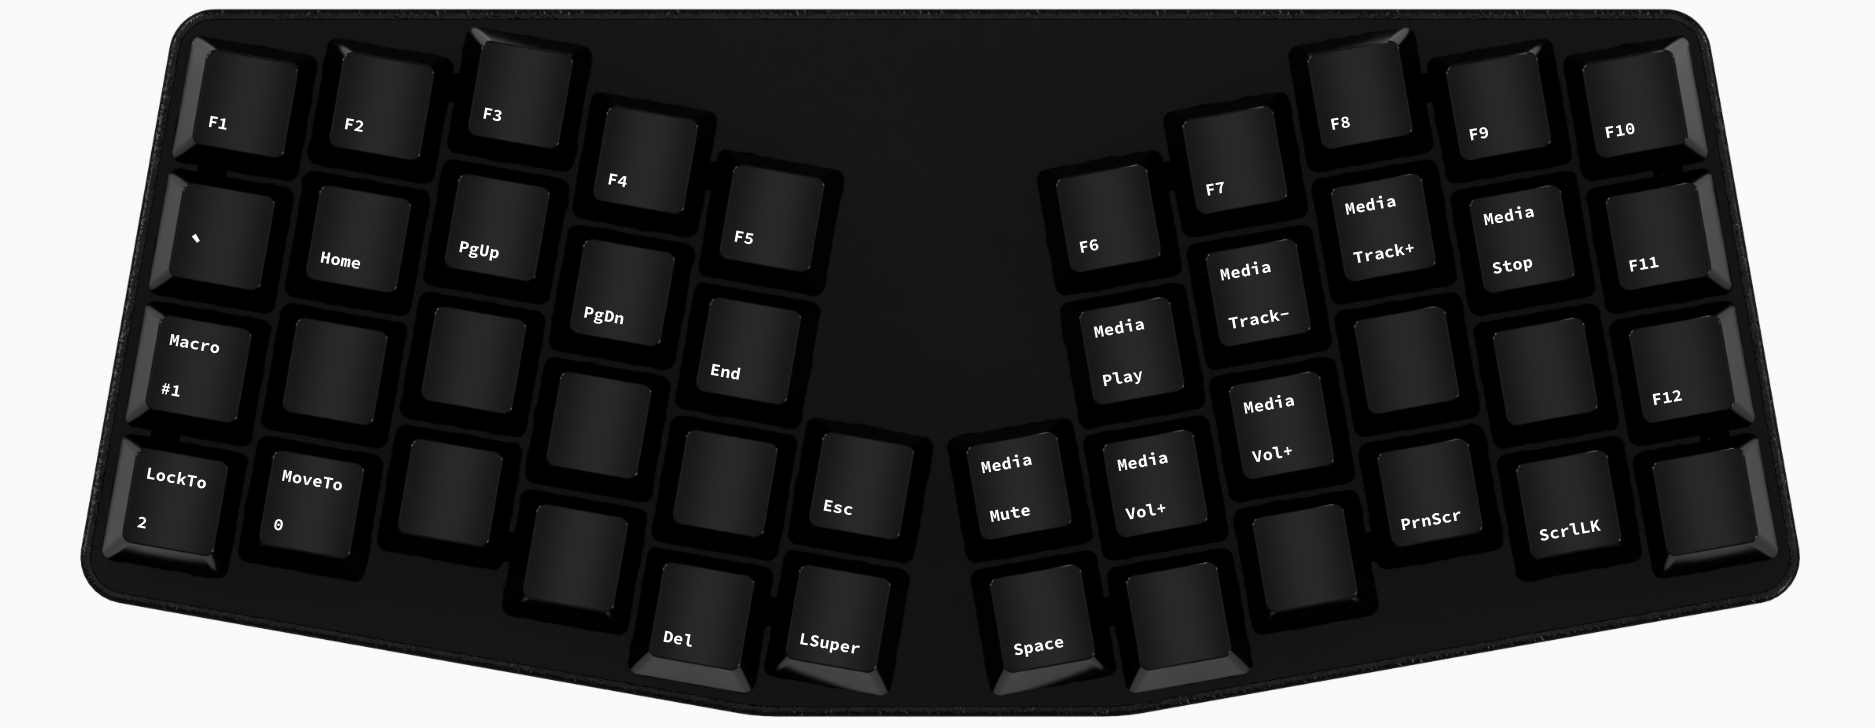 F1
F2
F3
F4
F5
F6
F7
F8
F9
F10
`
Home
PgUp
PgDn
End
Media
Play
Media
Track-
Media
Track+
Media
Stop
F11
Macro
#1
Esc
Media
Mute
Media
Vol+
Media
Vol+
F12
LockTo
2
MoveTo
0
Del
LSuper
Space
PrnScr
ScrlLK